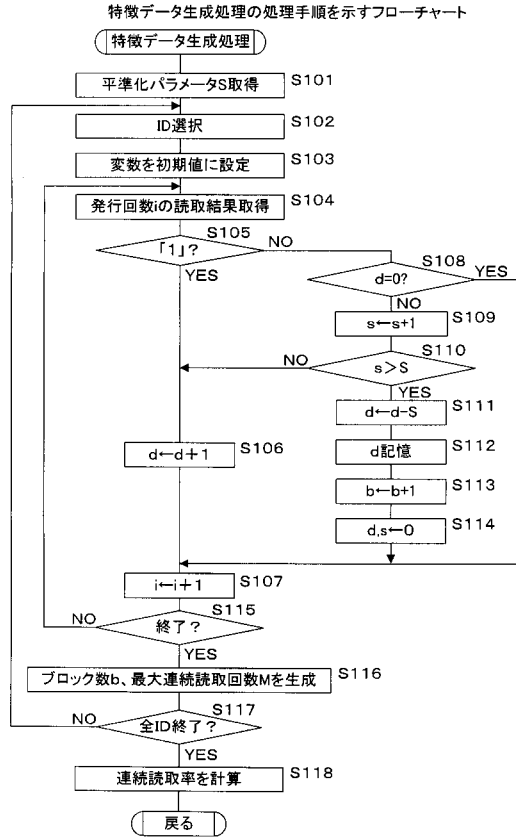 特徴データ生成処理の処理手順を示すフローチャート
特徴データ生成処理
平準化パラメータS取得 S101
ID選択 S102
変数を初期値に設定 S103
発行回数iの読取結果取得 S104
「1」? S105
NO
YES
d=0? S108
YES
NO
s←s+1 S109
s>S S110
NO
YES
d←d-S S111
d←d+1 S106
d記憶 S112
b←b+1 S113
d,s←0 S114
i←i+1 S107
終了? S115
NO
YES
ブロック数b、最大連続読取回数Mを生成 S116
全ID終了? S117
NO
YES
連続読取率を計算 S118
戻る